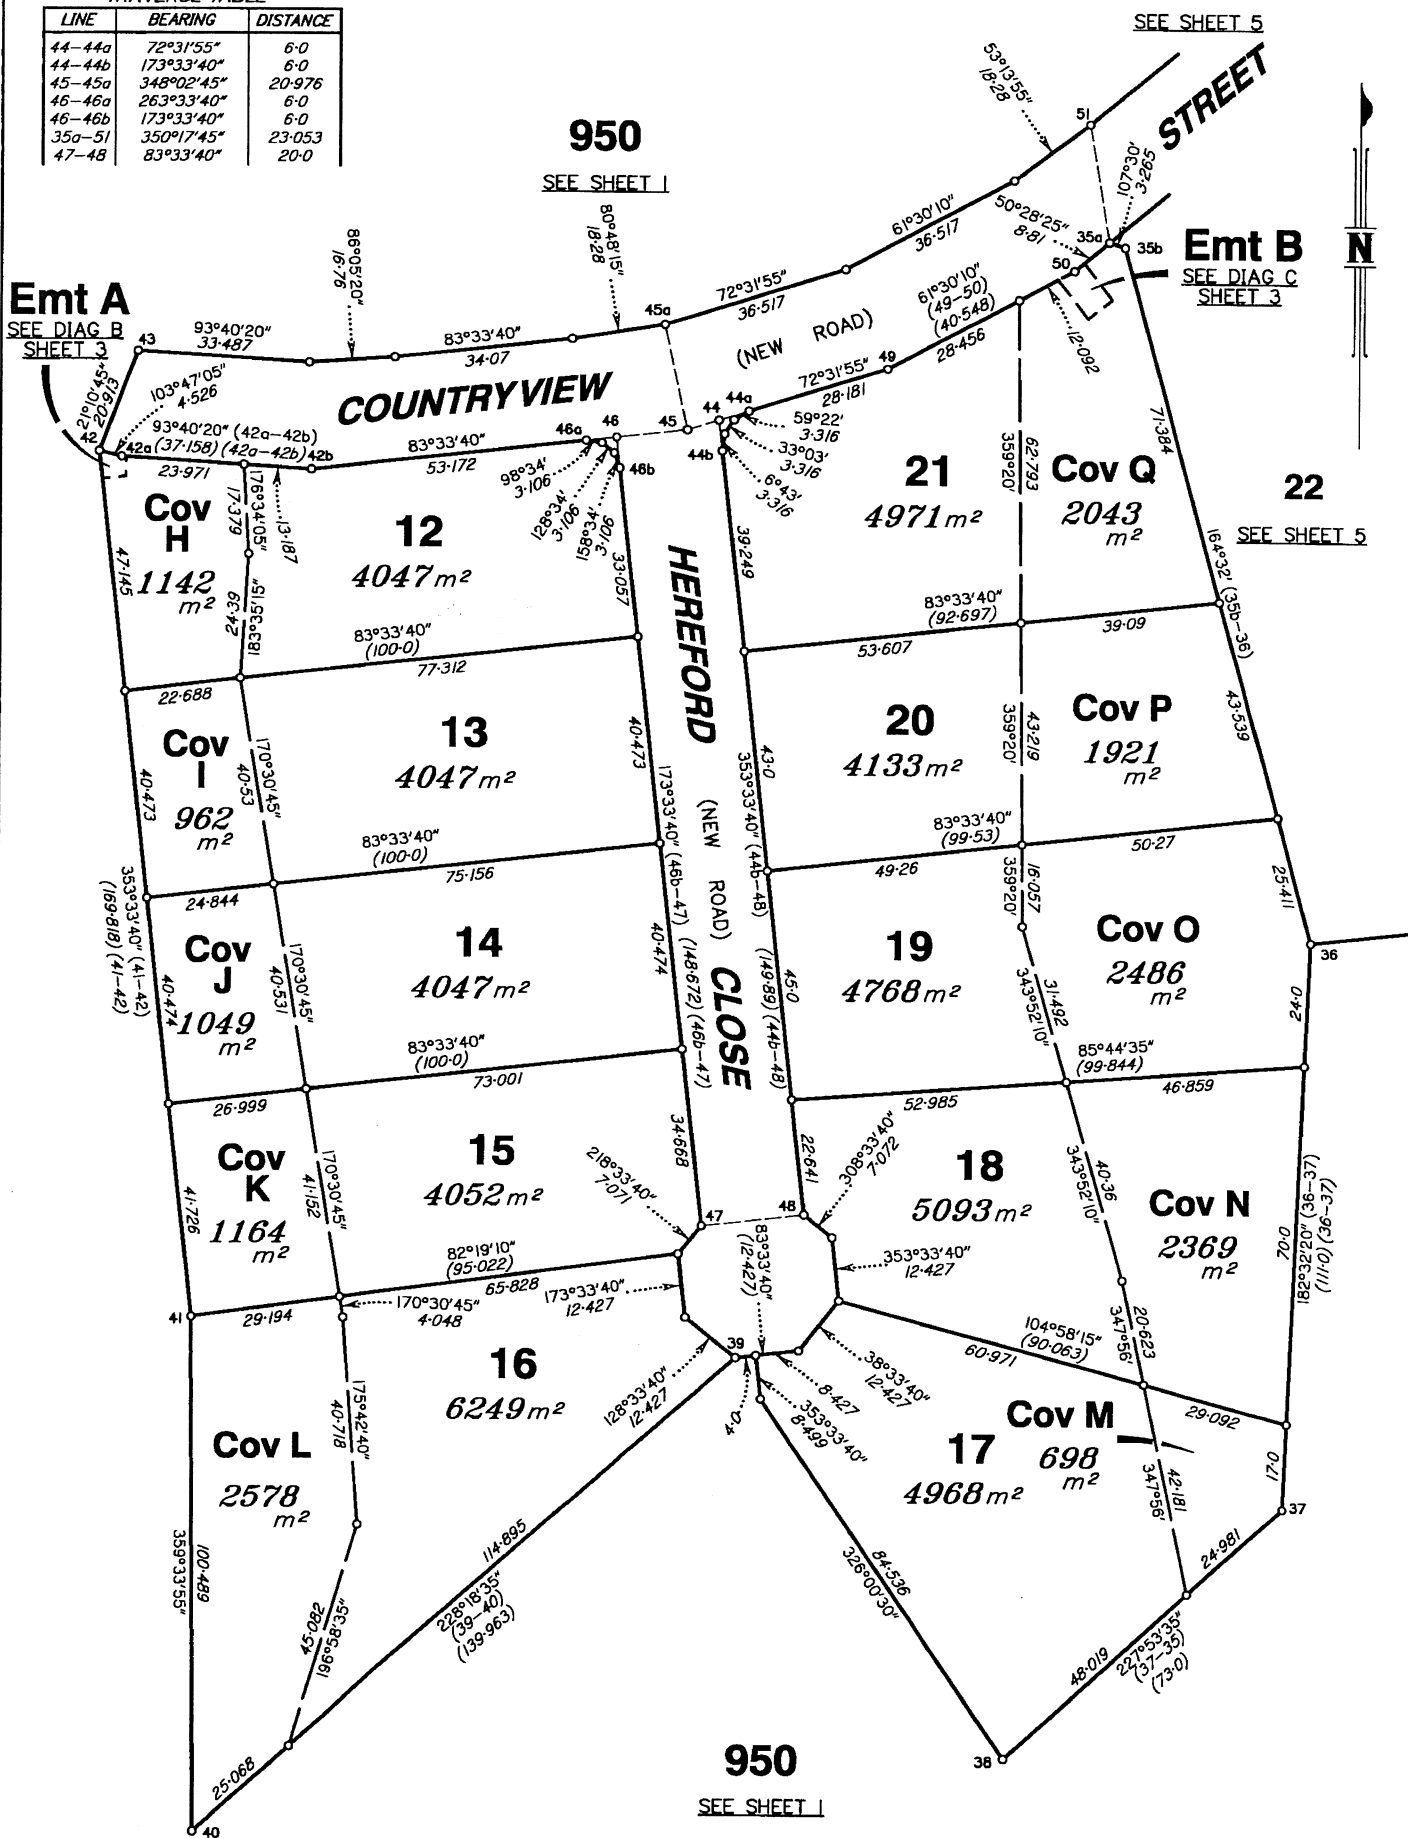 LINE BEARING DISTANCE
44-44a 72°31'55" 6·0
44-44b 173°33'40" 6·0
45-45a 348°02'45" 20·976
46-46a 263°33'40" 6·0
46-46b 173°33'40" 6·0
35a-51 350°17'45" 23·053
47-48 83°33'40" 20·0
950
SEE SHEET 1
SEE SHEET 5
STREET
N
53°13'55"
18·28
51
107°30'
3·265
61°30'10"
36·517
50°28'25"
8·81
35a
35b
50
Emt B
SEE DIAG C
SHEET 3
80°48'15"
18·28
86°05'20"
16·76
Emt A
SEE DIAG B
SHEET 3
43
93°40'20"
33·487
83°33'40"
34·07
45a
72°31'55"
36·517
(NEW ROAD)
61°30'10"
(49-50)
(40·548)
28·456
12·092
49
72°31'55"
28·181
COUNTRYVIEW
21°10'45"
20·913
103°47'05"
4·526
42
42a
93°40'20" (42a-42b)
(37·158) (42a-42b)
23·971
42b
83°33'40"
53·172
46a
46
46b
45
44
44a
44b
59°22'
3·316
33°03'
3·316
6°43'
3·316
98°34'
3·106
128°34'
3·106
158°34'
3·106
176°34'05"
17·379
13·187
Cov
H
1142
m²
47·145
24·39
183°35'15"
12
4047m²
33·057
39·249
21
4971m²
62·793
359°20'
Cov Q
2043
m²
71·384
22
SEE SHEET 5
164°32' (35b-36)
83°33'40"
(100·0)
77·312
22·688
HEREFORD
83°33'40"
(92·697)
53·607
39·09
Cov
I
962
m²
40·473
170°30'45"
40·53
13
4047m²
40·473
43·0
20
4133m²
43·219
359°20'
Cov P
1921
m²
43·539
173°33'40" (46b-47)
(148·672) (46b-47)
(NEW ROAD)
353°33'40" (44b-48)
(149·89) (44b-48)
83°33'40"
(100·0)
75·156
24·844
83°33'40"
(99·53)
49·26
50·27
353°33'40" (41-42)
(169·818) (41-42)
Cov
J
1049
m²
40·474
170°30'45"
40·531
14
4047m²
40·474
CLOSE
45·0
19
4768m²
16·057
359°20'
31·492
343°52'10"
Cov O
2486
m²
25·411
36
24·0
83°33'40"
(100·0)
73·001
26·999
85°44'35"
(99·844)
52·985
46·859
Cov
K
1164
m²
41·726
170°30'45"
41·152
15
4052m²
34·668
218°33'40"
7·071
22·641
308°33'40"
7·072
18
5093m²
40·36
343°52'10"
Cov N
2369
m²
70·0
182°32'20" (36-37)
(111·0) (36-37)
47
48
83°33'40"
(12·427)
353°33'40"
12·427
82°19'10"
(95·022)
65·828
173°33'40"
12·427
41
29·194
170°30'45"
4·048
20·623
347°56'
104°58'15"
(90·063)
60·971
29·092
16
6249m²
39
128°33'40"
12·427
4·0
8·427
38°33'40"
12·427
353°33'40"
8·499
Cov L
2578
m²
175°42'40"
40·718
17
4968m²
Cov M
698
m²
42·181
347°56'
17·0
37
24·981
100·489
359°33'55"
45·082
196°58'35"
114·895
228°18'35"
(39-40)
(139·963)
84·536
326°00'30"
48·019
227°53'35"
(37-35)
(73·0)
38
25·068
40
950
SEE SHEET 1